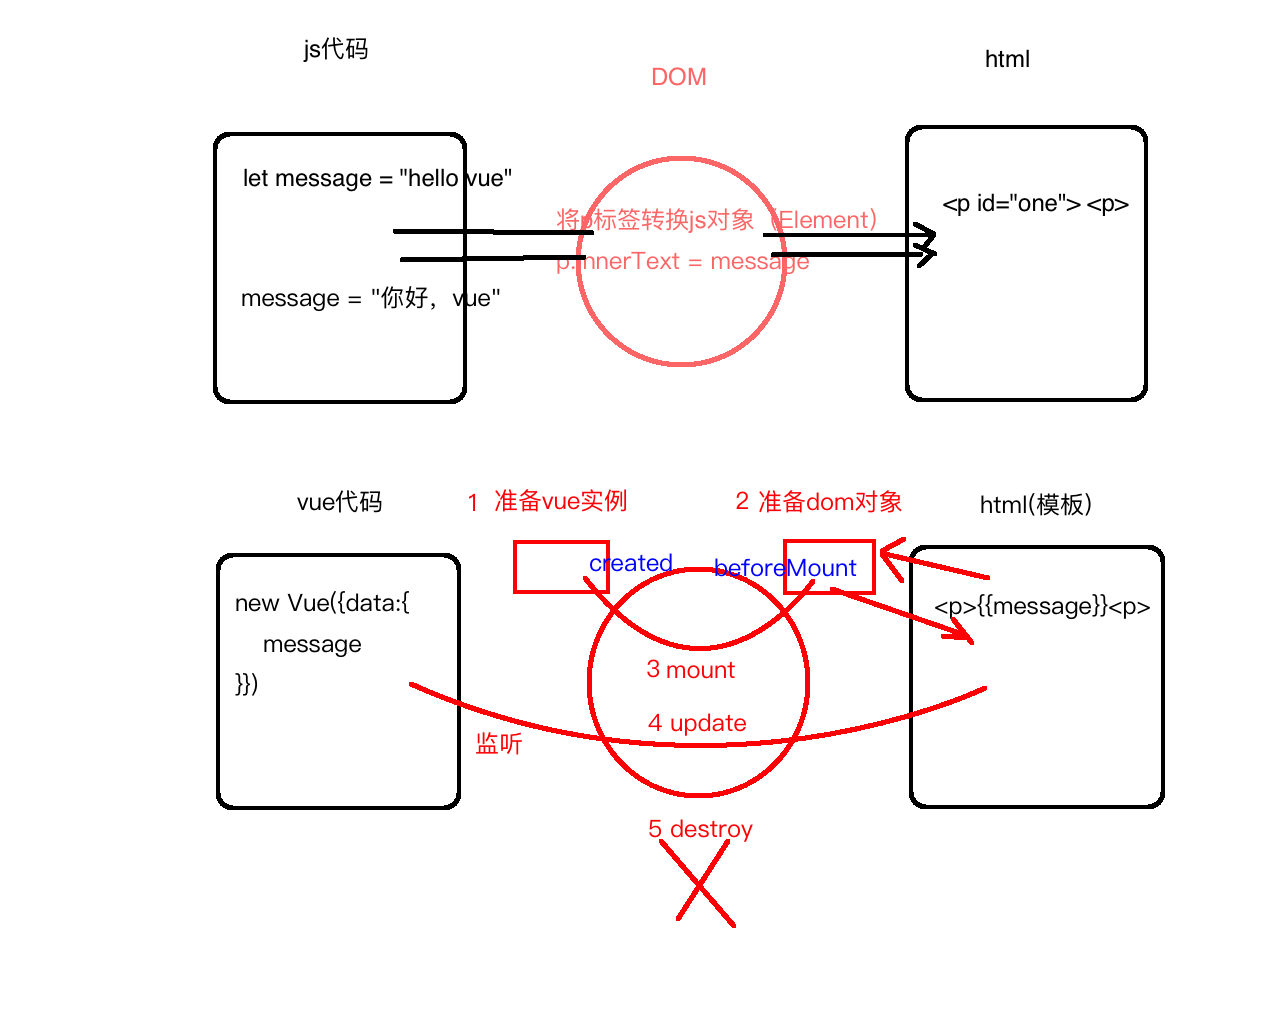 js代码
DOM
html
let message = "hello vue"
将p标签转换js对象（Element）
<p id="one"> <p>
p.innerText = message
message = "你好，vue"
vue代码
1 准备vue实例
2 准备dom对象
html(模板)
created
beforeMount
new Vue({data:{
message
}})
<p>{{message}}<p>
3 mount
4 update
监听
5 destroy